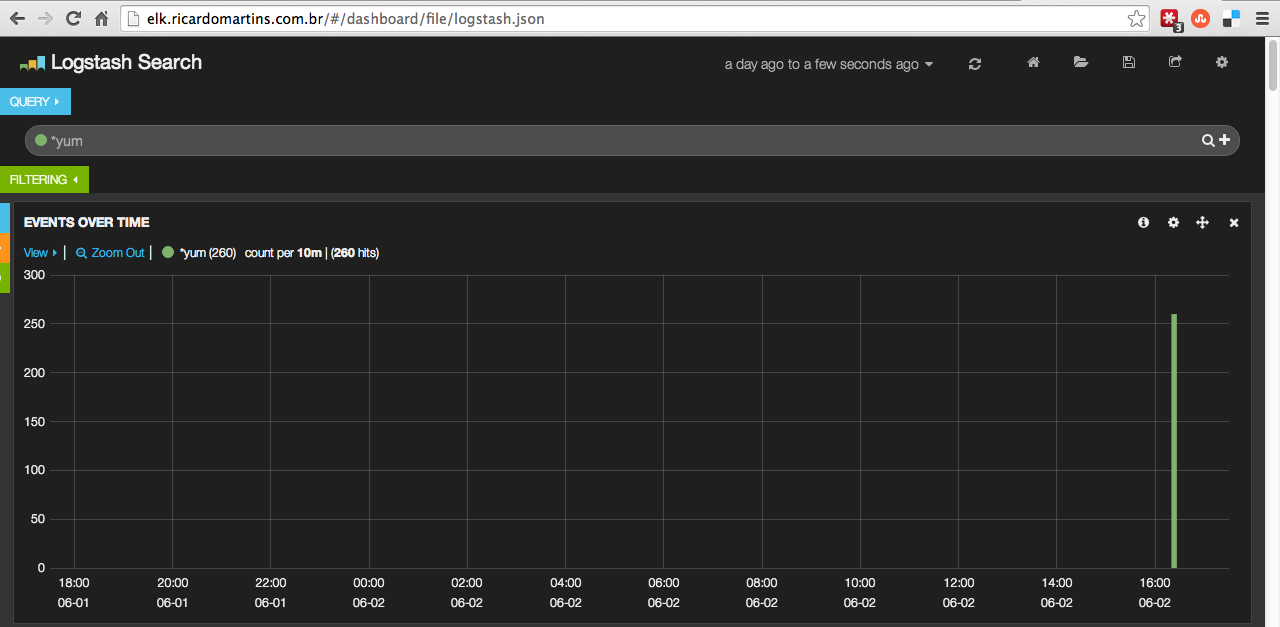 elk.ricardomartins.com.br/#/dashboard/file/logstash.json
3
Logstash Search
a day ago to a few seconds ago
QUERY
*yum
FILTERING
EVENTS OVER TIME
View | Zoom Out | *yum (260) count per 10m | (260 hits)
300
250
200
150
100
50
0
18:00 20:00 22:00 00:00 02:00 04:00 06:00 08:00 10:00 12:00 14:00 16:00
06-01 06-01 06-01 06-02 06-02 06-02 06-02 06-02 06-02 06-02 06-02 06-02